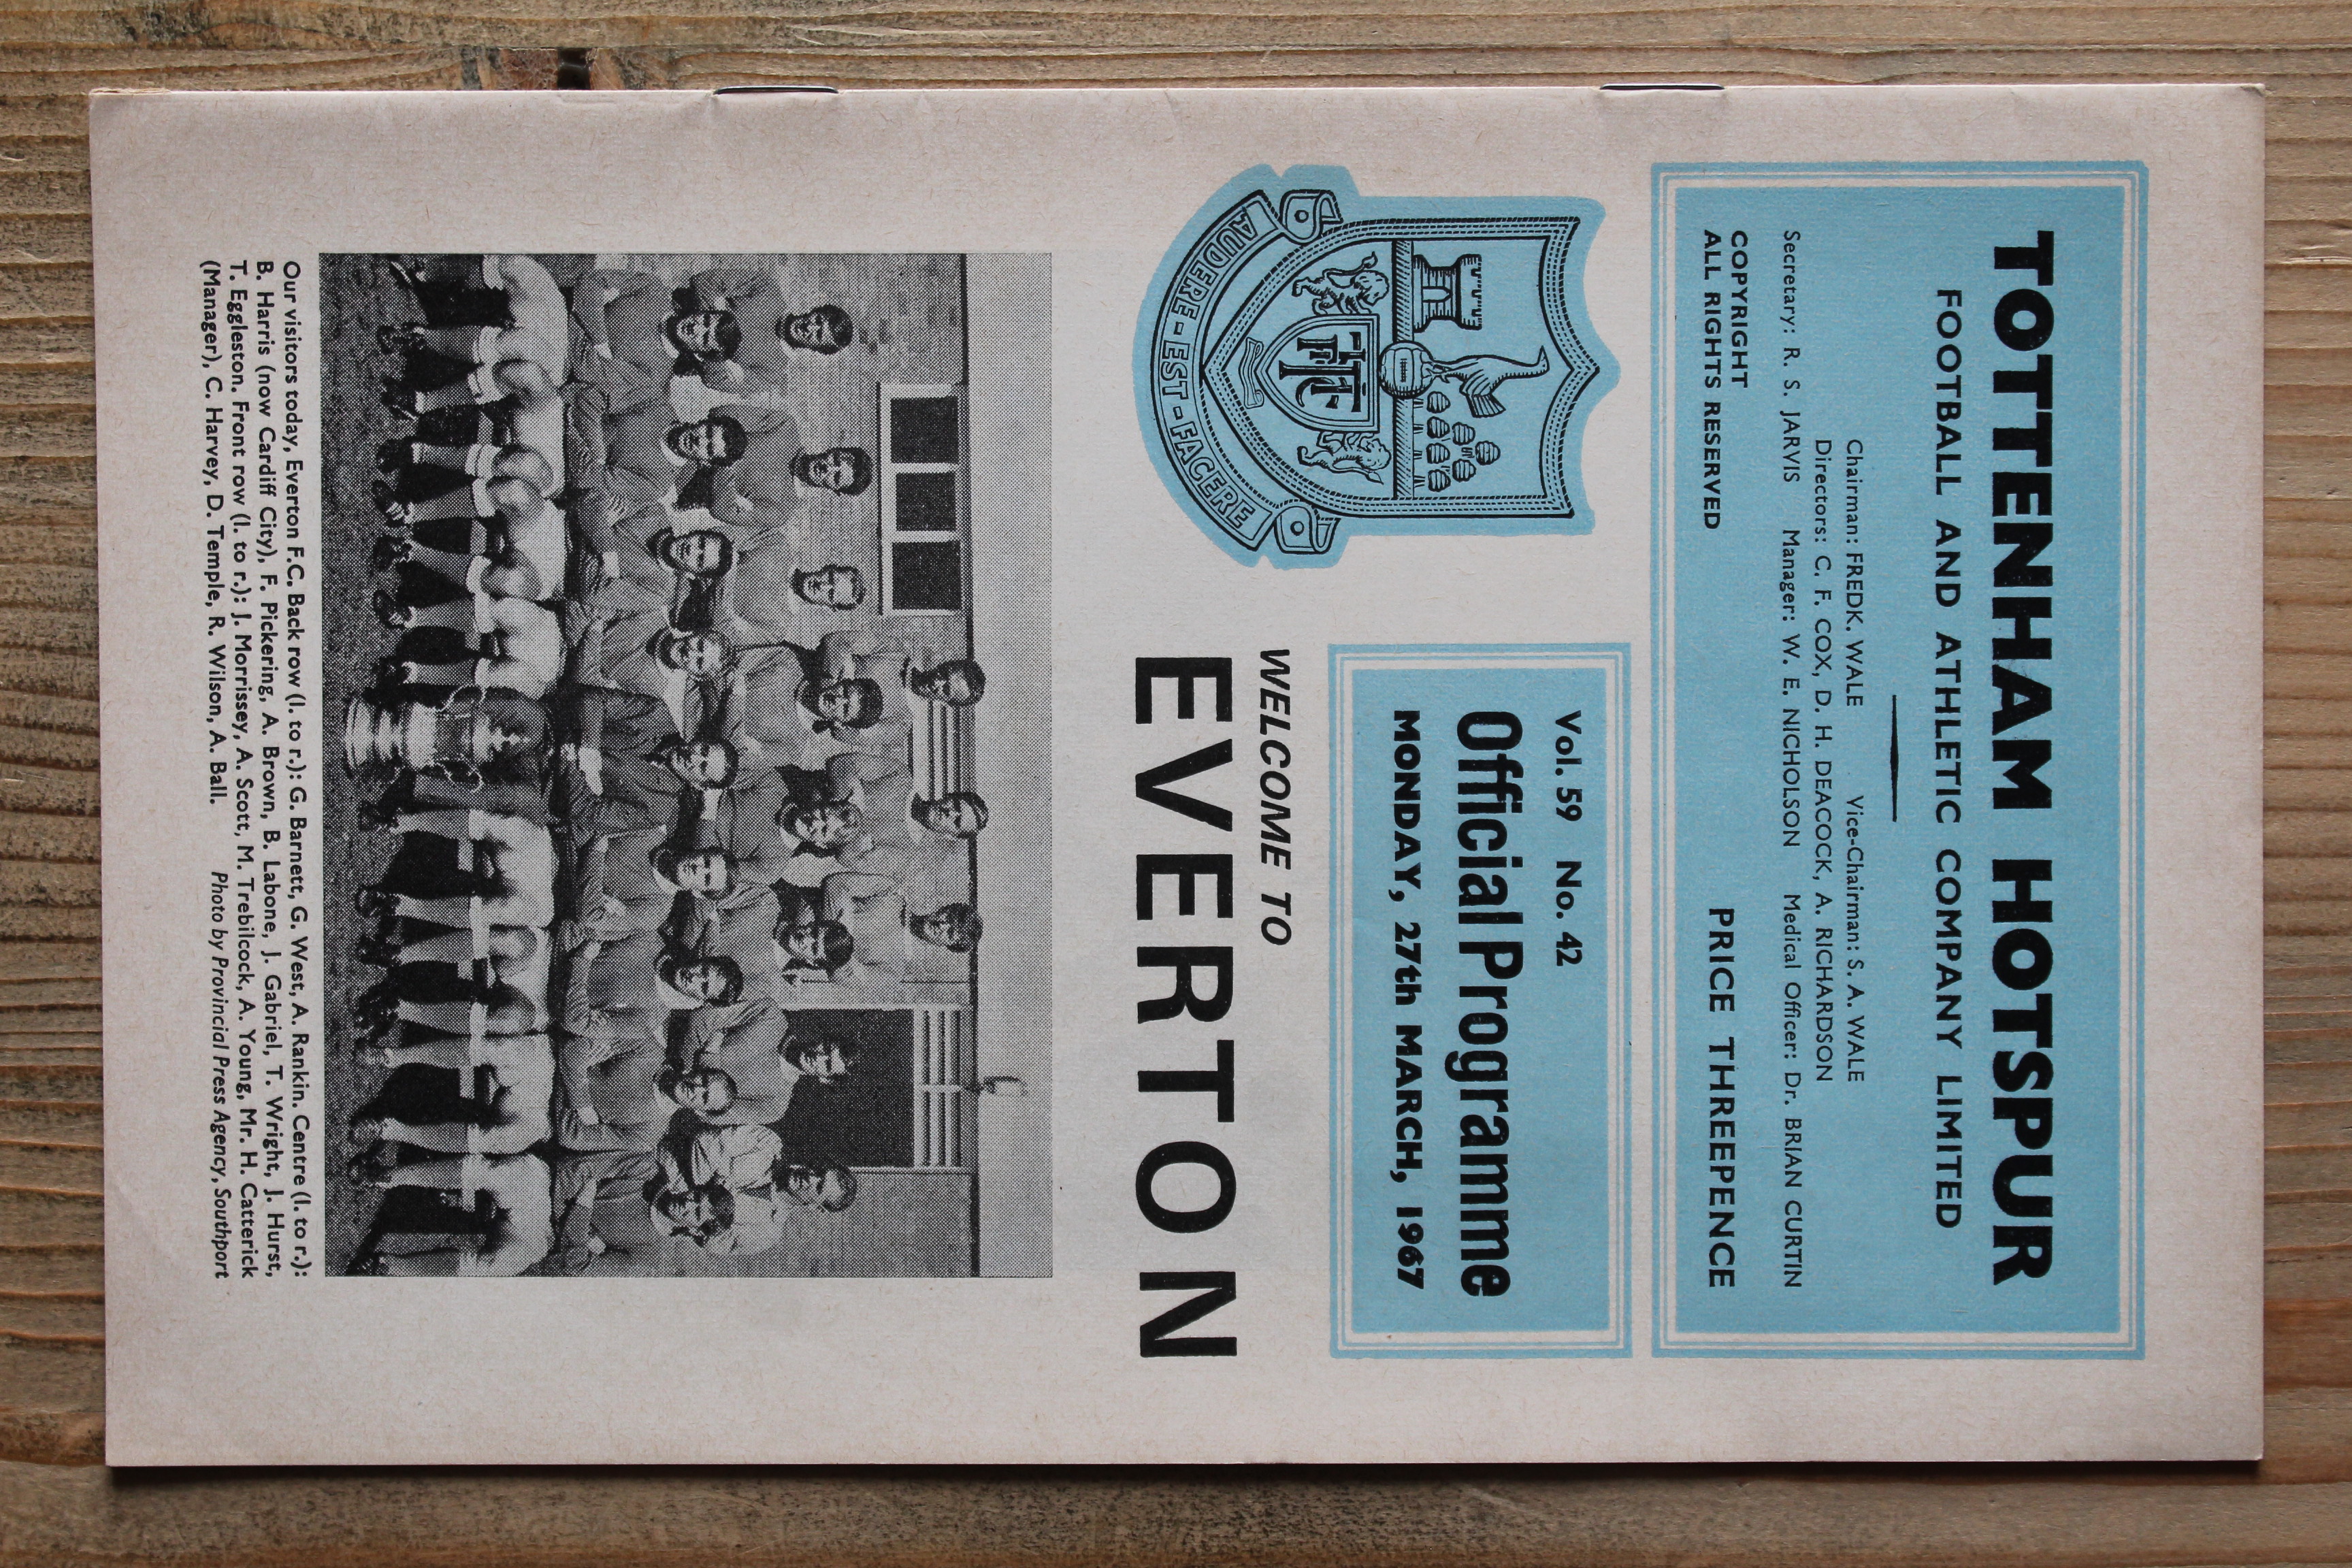 TOTTENHAM HOTSPUR
FOOTBALL AND ATHLETIC COMPANY LIMITED
Chairman: FREDK. WALE Vice-Chairman: S. A. WALE
Directors: C. F. COX, D. H. DEACOCK, A. RICHARDSON
Secretary: R. S. JARVIS Manager: W. E. NICHOLSON Medical Officer: Dr. BRIAN CURTIN
COPYRIGHT
ALL RIGHTS RESERVED
PRICE THREEPENCE
AUDERE - EST - FACERE
Vol. 59 No. 42
Official Programme
MONDAY, 27th MARCH, 1967
WELCOME TO
EVERTON
Our visitors today, Everton F.C. Back row (l. to r.): G. Barnett, G. West, A. Rankin. Centre (l. to r.):
B. Harris (now Cardiff City), F. Pickering, A. Brown, B. Labone, J. Gabriel, T. Wright, J. Hurst,
T. Eggleston. Front row (l. to r.): J. Morrissey, A. Scott, M. Trebilcock, A. Young, Mr. H. Catterick
(Manager), C. Harvey, D. Temple, R. Wilson, A. Ball. Photo by Provincial Press Agency, Southport